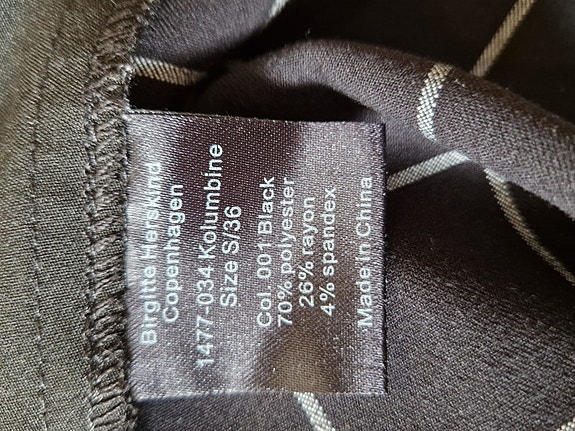 Birgitte Herskind
Copenhagen
1477-034 Kolumbine
Size S/36
Col. 001 Black
70% polyester
26% rayon
4% spandex
Made in China